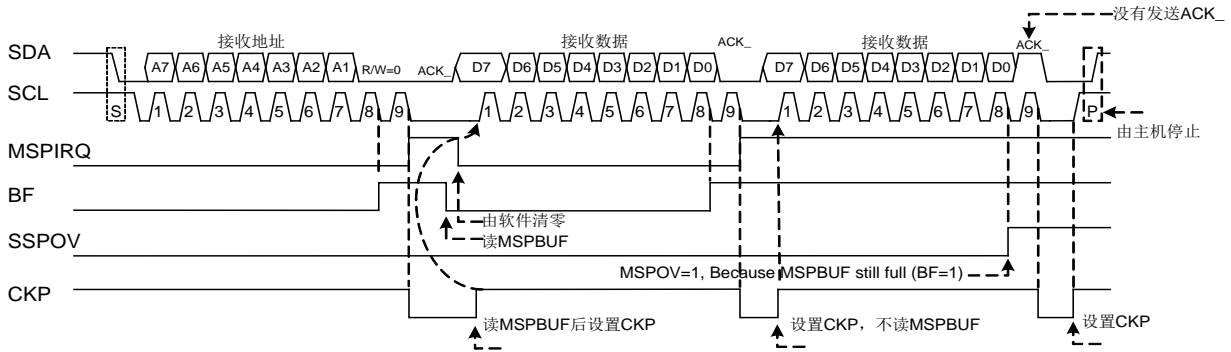 没有发送ACK_
接收地址 接收数据 ACK_ 接收数据 ACK_
SDA A7 A6 A5 A4 A3 A2 A1 R/W=0 ACK_ D7 D6 D5 D4 D3 D2 D1 D0 D7 D6 D5 D4 D3 D2 D1 D0
SCL S 1 2 3 4 5 6 7 8 9 1 2 3 4 5 6 7 8 9 1 2 3 4 5 6 7 8 9 P
由主机停止
MSPIRQ
BF
由软件清零
读MSPBUF
SSPOV
MSPOV=1, Because MSPBUF still full (BF=1)
CKP
读MSPBUF后设置CKP 设置CKP，不读MSPBUF 设置CKP